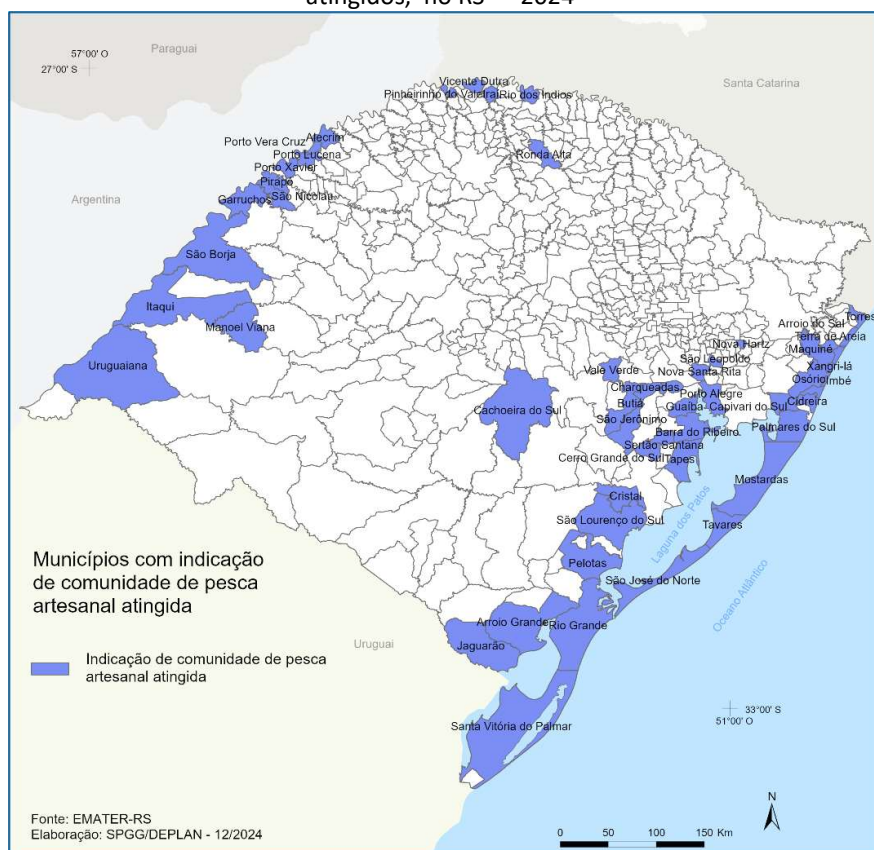 atingidos, no RS — 2024
Paraguai
57°00' O
27°00' S
Santa Catarina
Vicente Dutra
Pinheirinho do Vale
Iraí
Rio dos Índios
Porto Vera Cruz
Alecrim
Porto Lucena
Porto Xavier
Pirapó
Garruchos
São Nicolau
Ronda Alta
Argentina
São Borja
Itaqui
Manoel Viana
Uruguaiana
Arroio do Sal
Torres
Terra de Areia
Maquiné
Nova Hartz
São Leopoldo
Nova Santa Rita
Xangri-lá
Osório
Imbé
Vale Verde
Charqueadas
Porto Alegre
Butiá
Guaíba
Capivari do Sul
Cidreira
Cachoeira do Sul
São Jerônimo
Barra do Ribeiro
Palmares do Sul
Sertão Santana
Cerro Grande do Sul
Tapes
Mostardas
Cristal
São Lourenço do Sul
Laguna dos Patos
Tavares
Pelotas
São José do Norte
Oceano Atlântico
Arroio Grande
Rio Grande
Jaguarão
Uruguai
Santa Vitória do Palmar
Municípios com indicação
de comunidade de pesca
artesanal atingida
Indicação de comunidade de pesca
artesanal atingida
33°00' S
51°00' O
N
Fonte: EMATER-RS
Elaboração: SPGG/DEPLAN - 12/2024
0 50 100 150 Km